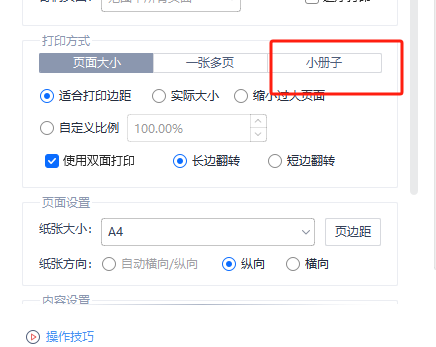 打印方式
页面大小 一张多页 小册子
适合打印边距 实际大小 缩小过大页面
自定义比例 100.00%
使用双面打印 长边翻转 短边翻转
页面设置
纸张大小: A4 页边距
纸张方向: 自动横向/纵向 纵向 横向
内容设置
操作技巧